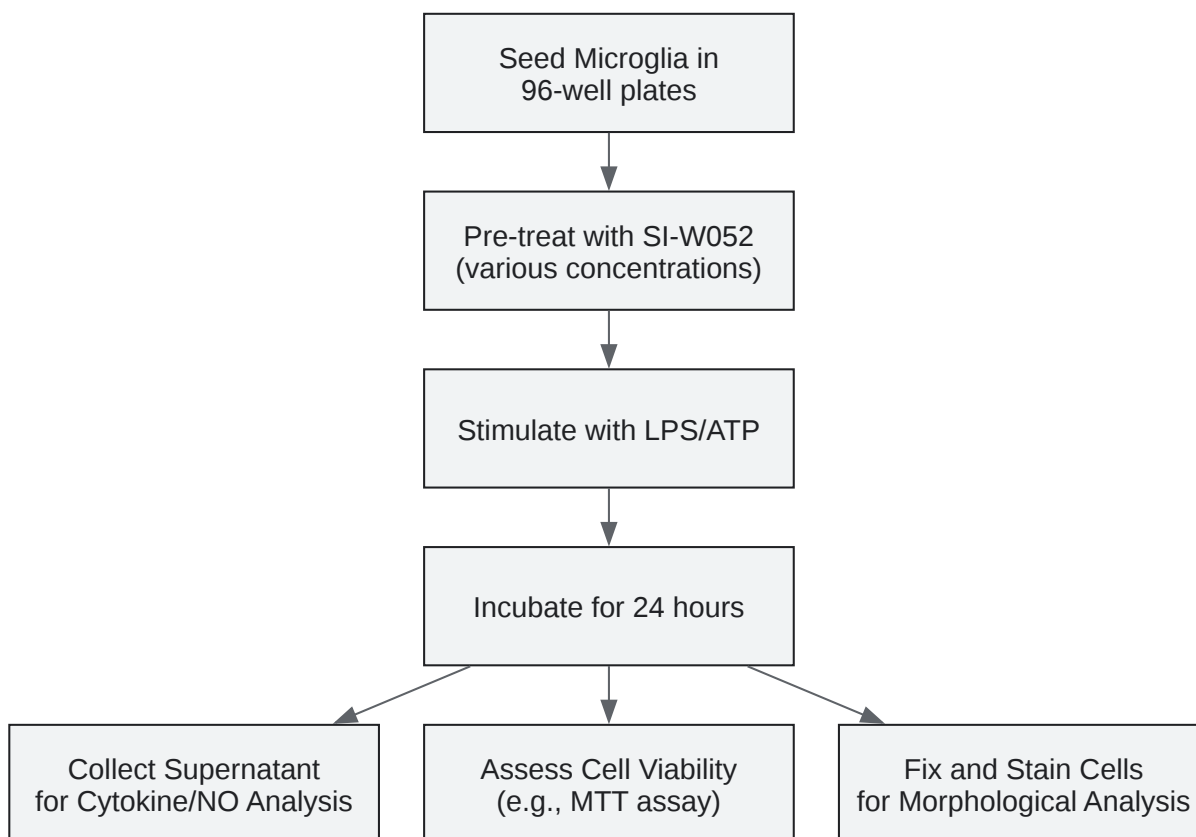 Seed Microglia in
96-well plates
Pre-treat with SI-W052
(various concentrations)
Stimulate with LPS/ATP
Incubate for 24 hours
Collect Supernatant
for Cytokine/NO Analysis
Assess Cell Viability
(e.g., MTT assay)
Fix and Stain Cells
for Morphological Analysis